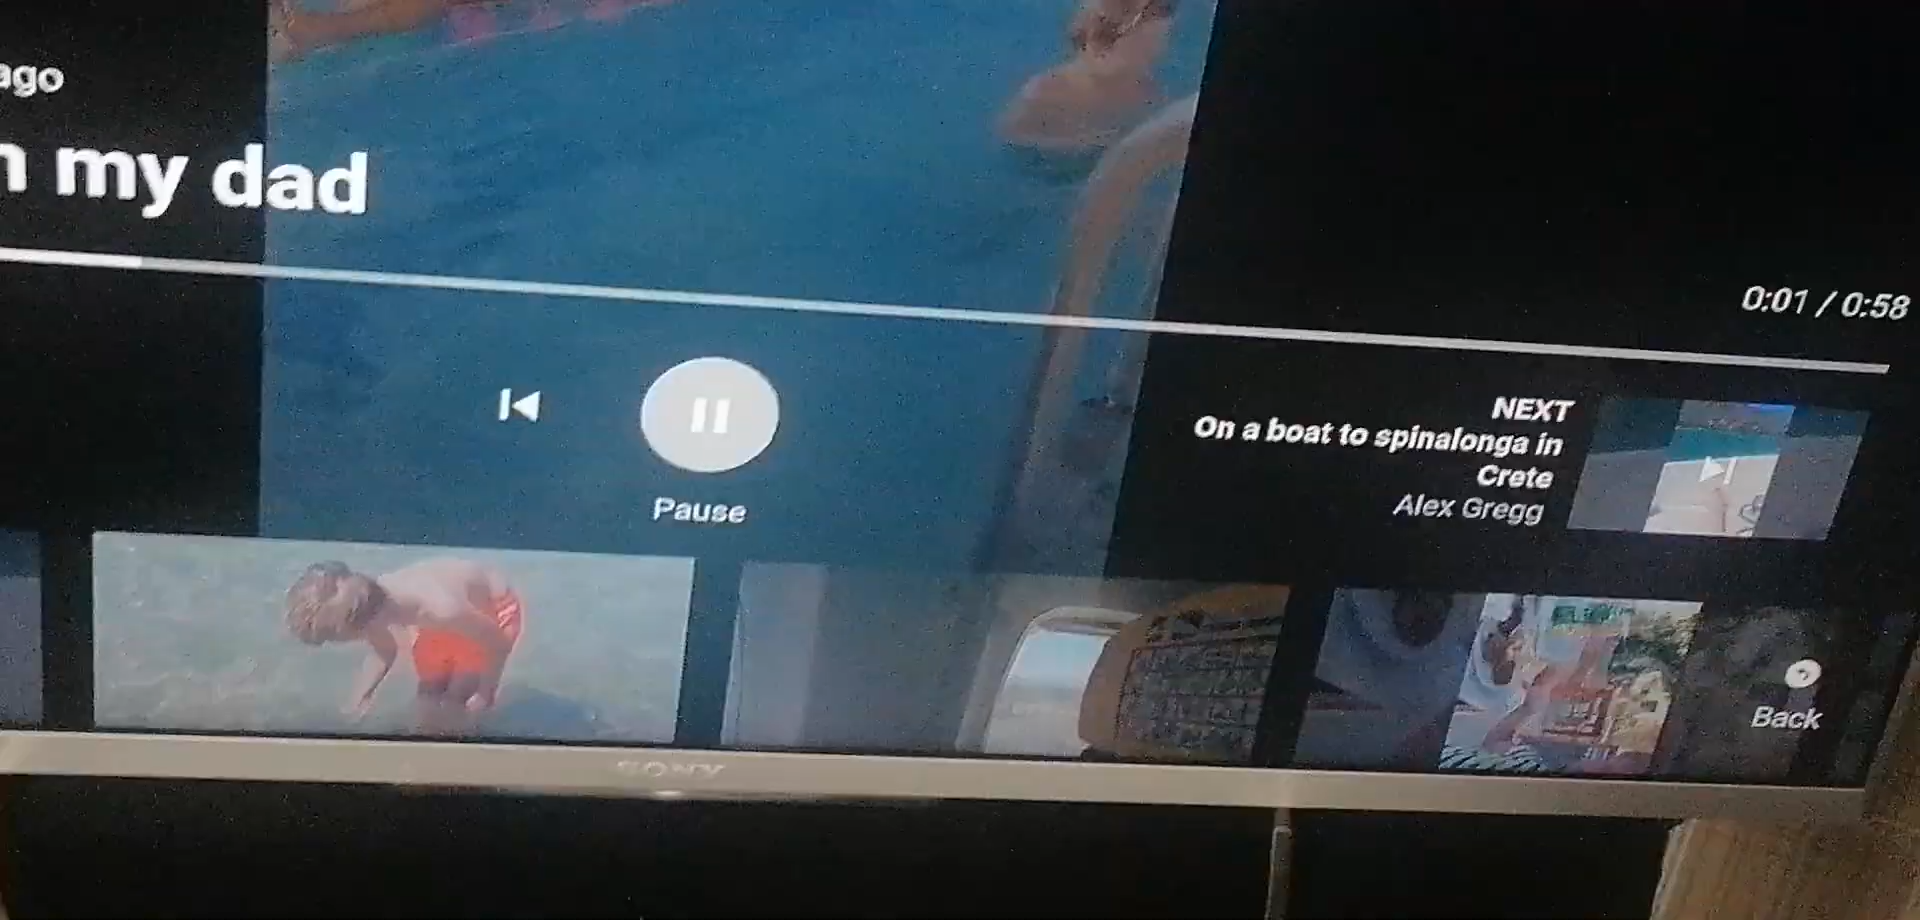 ago
my dad
0:01 / 0:58
NEXT
On a boat to spinalonga in
Crete
Alex Gregg
Pause
Back
SONY